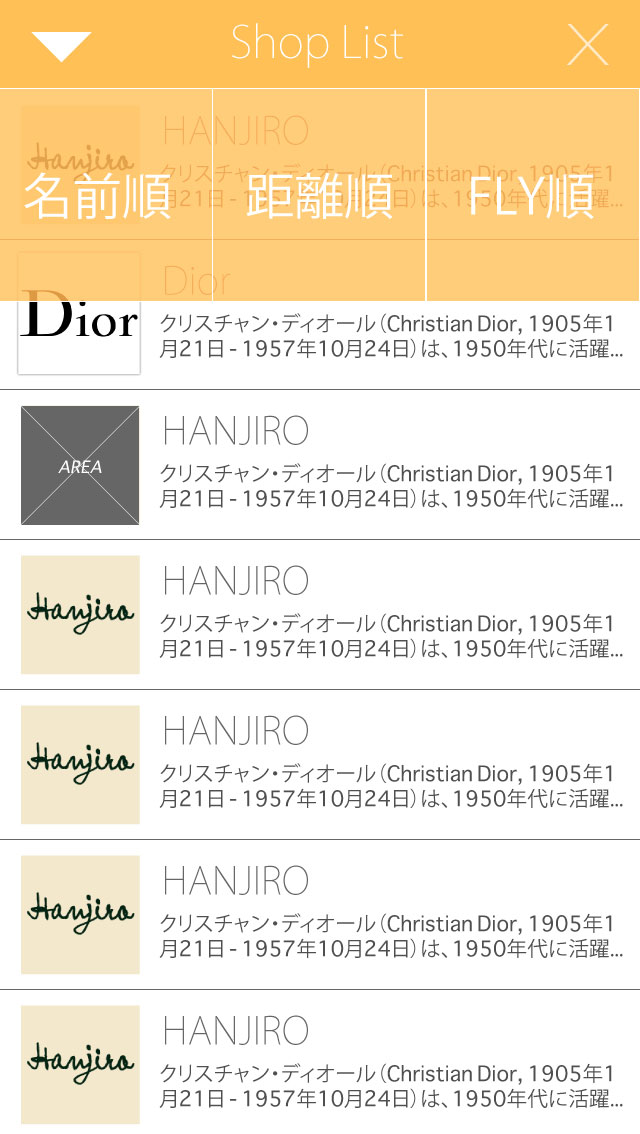 Shop List
名前順
距離順
FLY順
Hanjiro
HANJIRO
クリスチャン・ディオール（Christian Dior, 1905年1
月21日 - 1957年10月24日）は、1950年代に活躍...
Dior
Dior
クリスチャン・ディオール（Christian Dior, 1905年1
月21日 - 1957年10月24日）は、1950年代に活躍...
AREA
HANJIRO
クリスチャン・ディオール（Christian Dior, 1905年1
月21日 - 1957年10月24日）は、1950年代に活躍...
Hanjiro
HANJIRO
クリスチャン・ディオール（Christian Dior, 1905年1
月21日 - 1957年10月24日）は、1950年代に活躍...
Hanjiro
HANJIRO
クリスチャン・ディオール（Christian Dior, 1905年1
月21日 - 1957年10月24日）は、1950年代に活躍...
Hanjiro
HANJIRO
クリスチャン・ディオール（Christian Dior, 1905年1
月21日 - 1957年10月24日）は、1950年代に活躍...
Hanjiro
HANJIRO
クリスチャン・ディオール（Christian Dior, 1905年1
月21日 - 1957年10月24日）は、1950年代に活躍...